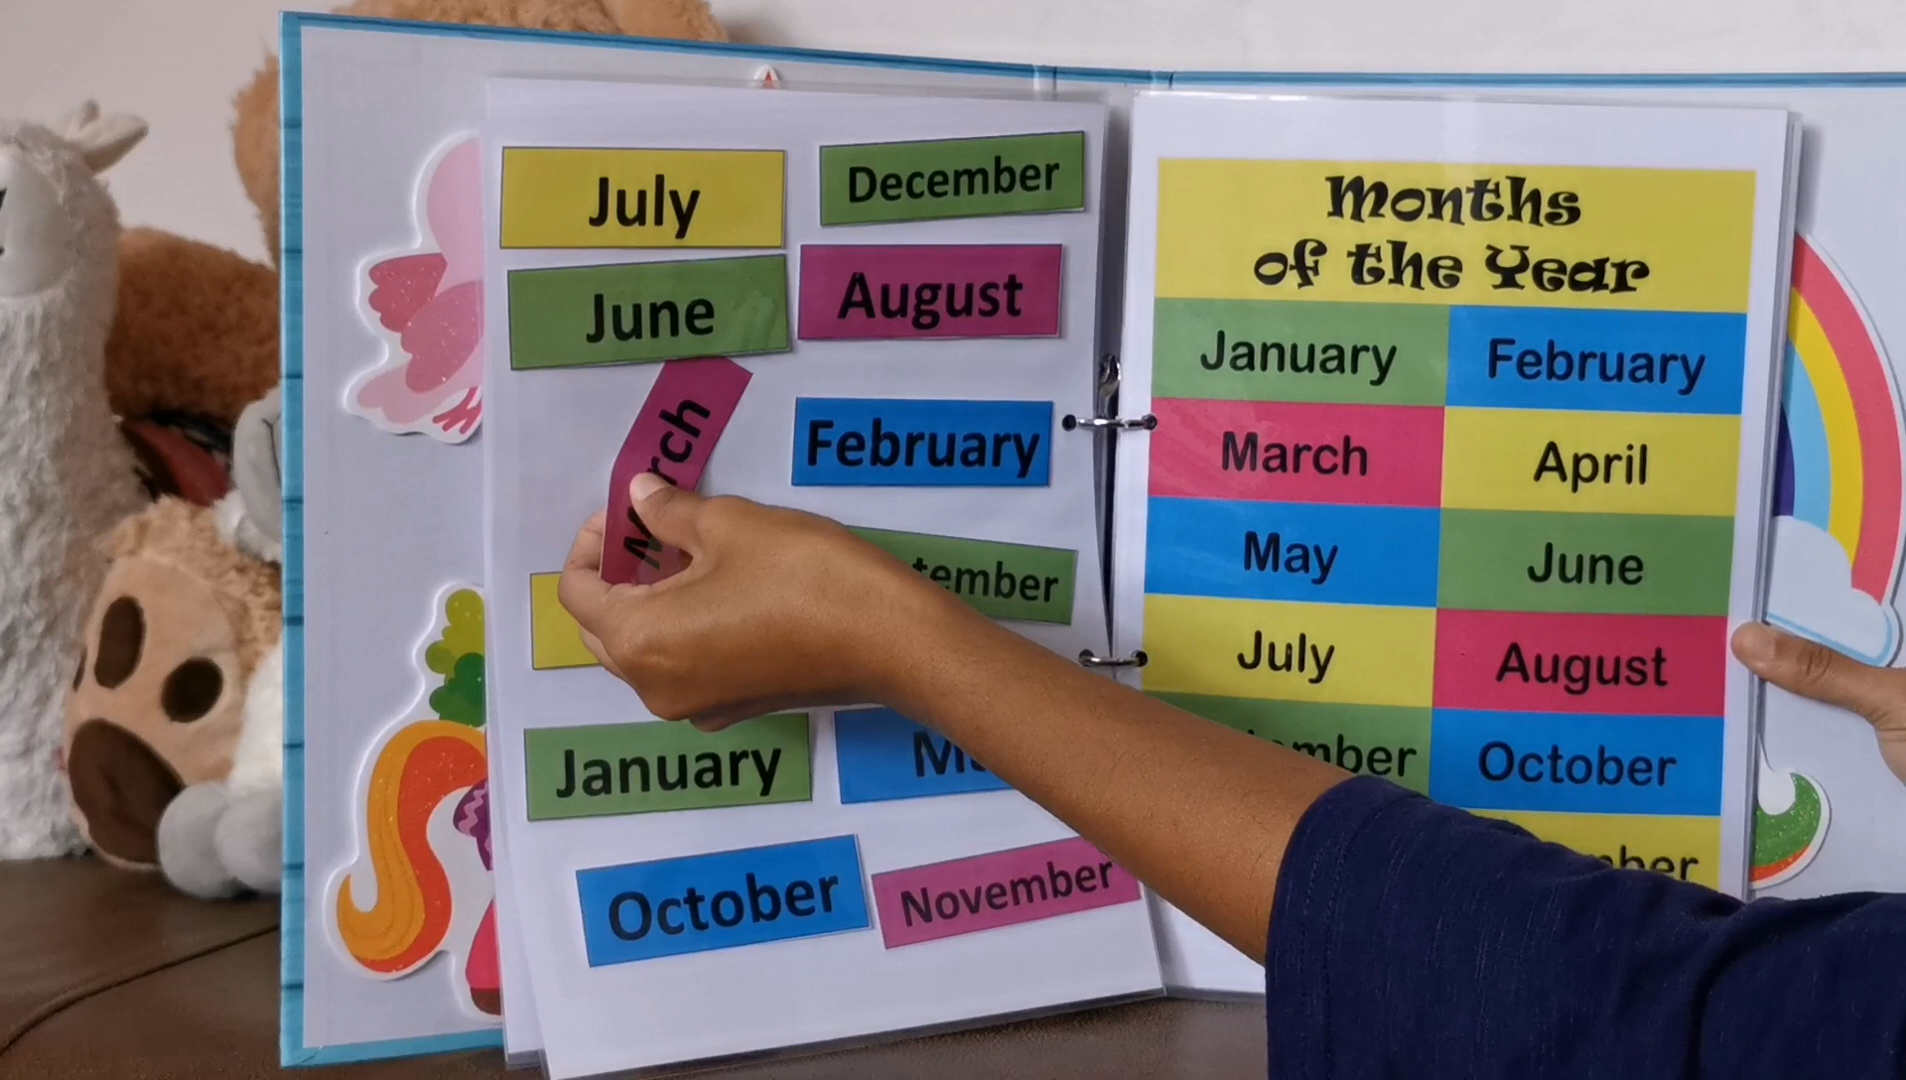 July
December
June
August
February
January
October
November
Months
of the Year
January
February
March
April
May
June
July
August
October